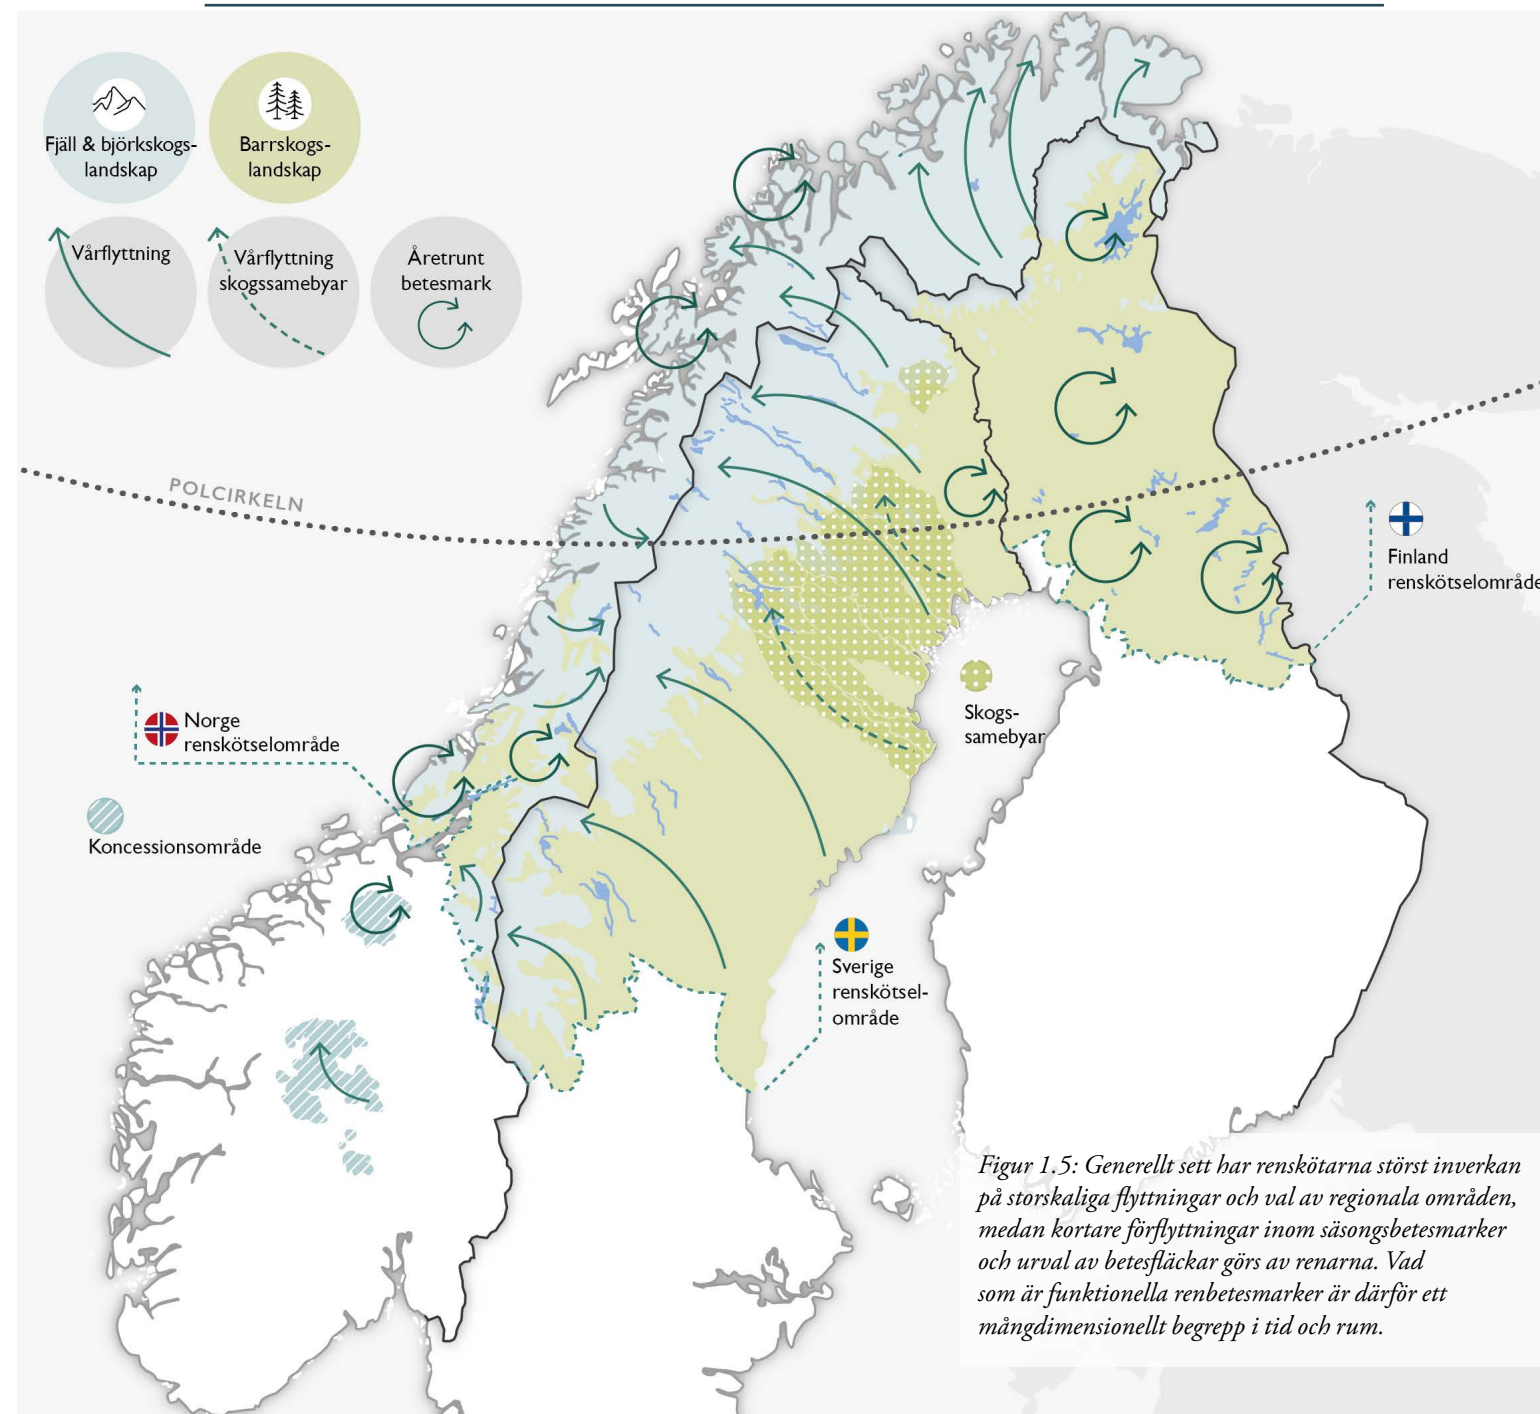 Fjäll & björkskogs-
landskap
Barrskogs-
landskap
Vårflyttning
Vårflyttning
skogssamebyar
Åretrunt
betesmark
POLCIRKELN
Finland
renskötselområde
Skogs-
samebyar
Norge
renskötselområde
Koncessionsområde
Sverige
renskötsel-
område
Figur 1.5: Generellt sett har renskötarna störst inverkan
på storskaliga flyttningar och val av regionala områden,
medan kortare förflyttningar inom säsongsbetesmarker
och urval av betesfläckar görs av renarna. Vad
som är funktionella renbetesmarker är därför ett
mångdimensionellt begrepp i tid och rum.